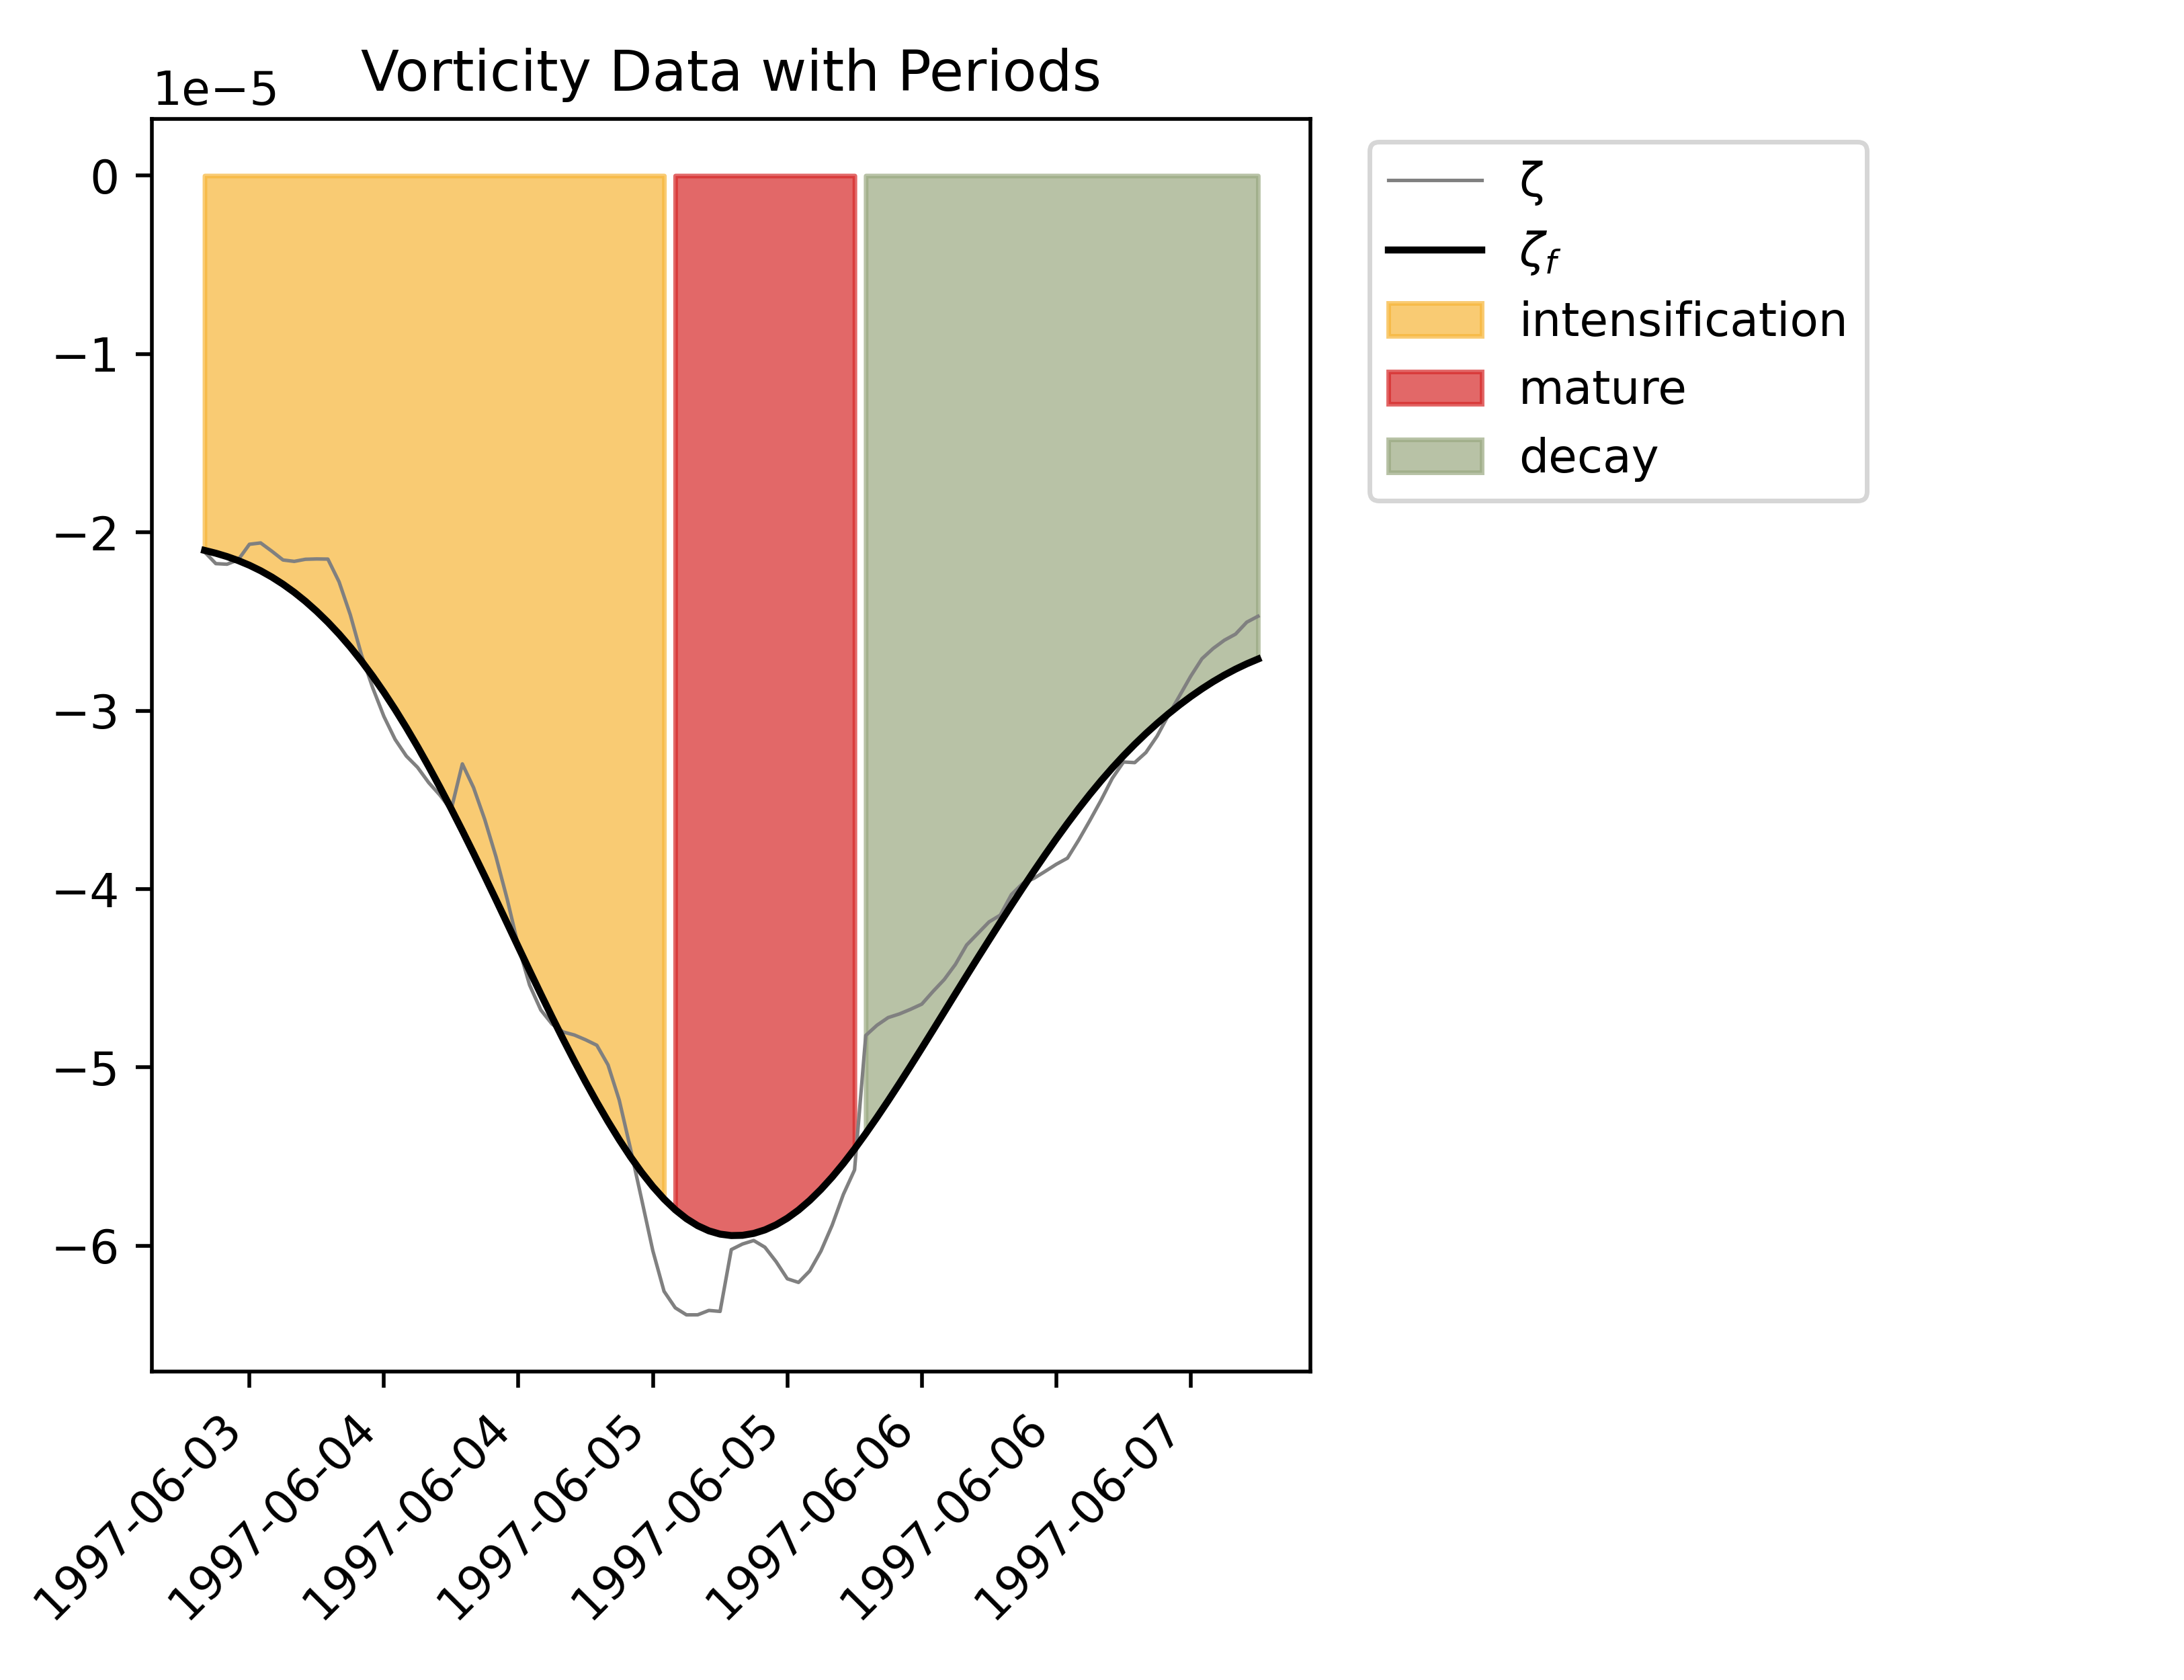 Vorticity Data with Periods
1e−5
0
−1
−2
−3
−4
−5
−6
1997-06-03
1997-06-04
1997-06-04
1997-06-05
1997-06-05
1997-06-06
1997-06-06
1997-06-07
ζ
ζf
intensification
mature
decay